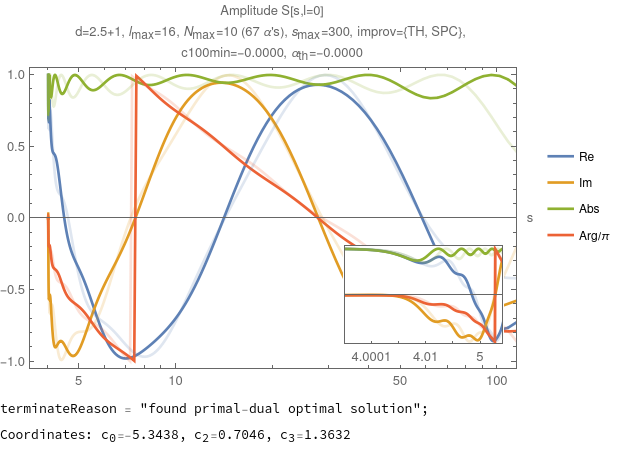 Amplitude S[s,l=0]
d=2.5+1, lmax=16, Nmax=10 (67 α's), smax=300, improv={TH, SPC},
c100min=-0.0000, αth=-0.0000
1.0
0.5
0.0
-0.5
-1.0
5
10
50
100
s
4.0001
4.01
5
Re
Im
Abs
Arg/π
terminateReason = "found primal-dual optimal solution";
Coordinates: c0=-5.3438, c2=0.7046, c3=1.3632